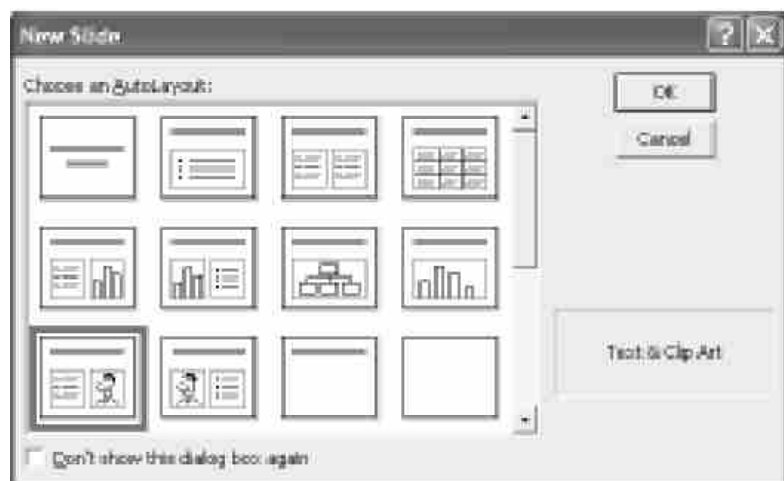 New Slide
Choose an AutoLayout:
OK
Cancel
Text & Clip Art
Don't show this dialog box again